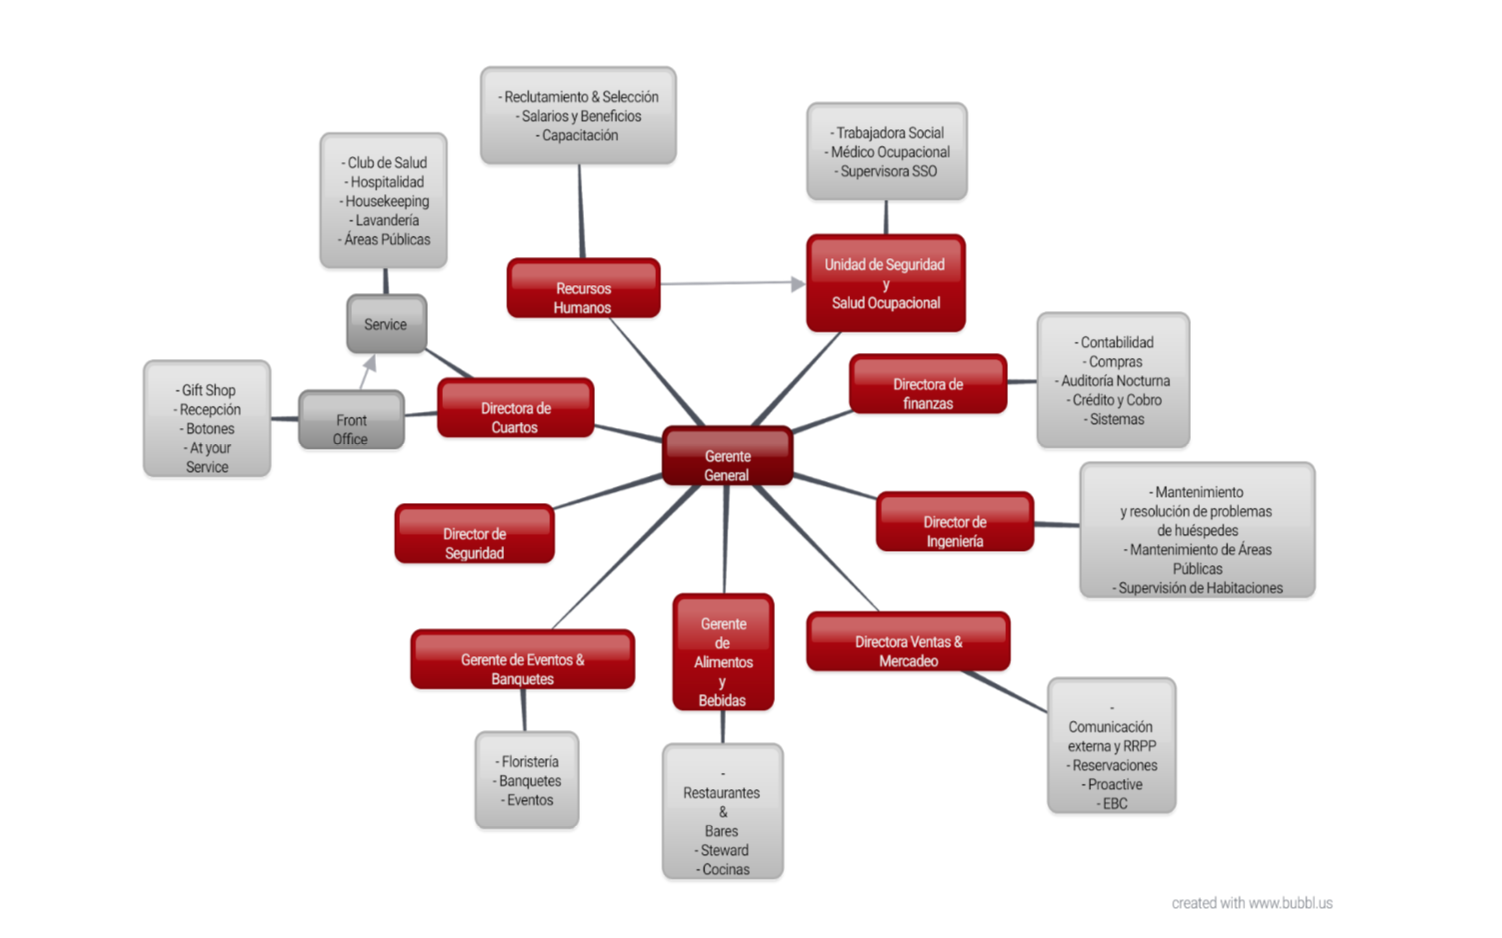 - Reclutamiento & Selección
- Salarios y Beneficios
- Capacitación
- Trabajadora Social
- Médico Ocupacional
- Supervisora SSO
- Club de Salud
- Hospitalidad
- Housekeeping
- Lavandería
- Áreas Públicas
Recursos
Humanos
Unidad de Seguridad
y
Salud Ocupacional
Service
- Contabilidad
- Compras
- Auditoría Nocturna
- Crédito y Cobro
- Sistemas
- Gift Shop
- Recepción
- Botones
- At your
Service
Front
Office
Directora de
Cuartos
Directora de
finanzas
Gerente
General
Director de
Seguridad
Director de
Ingeniería
- Mantenimiento
y resolución de problemas
de huéspedes
- Mantenimiento de Áreas
Públicas
- Supervisión de Habitaciones
Gerente de Eventos &
Banquetes
Gerente
de
Alimentos
y
Bebidas
Directora Ventas &
Mercadeo
- Floristería
- Banquetes
- Eventos
-
Restaurantes
&
Bares
- Steward
- Cocinas
-
Comunicación
externa y RRPP
- Reservaciones
- Proactive
- EBC
created with www.bubbl.us